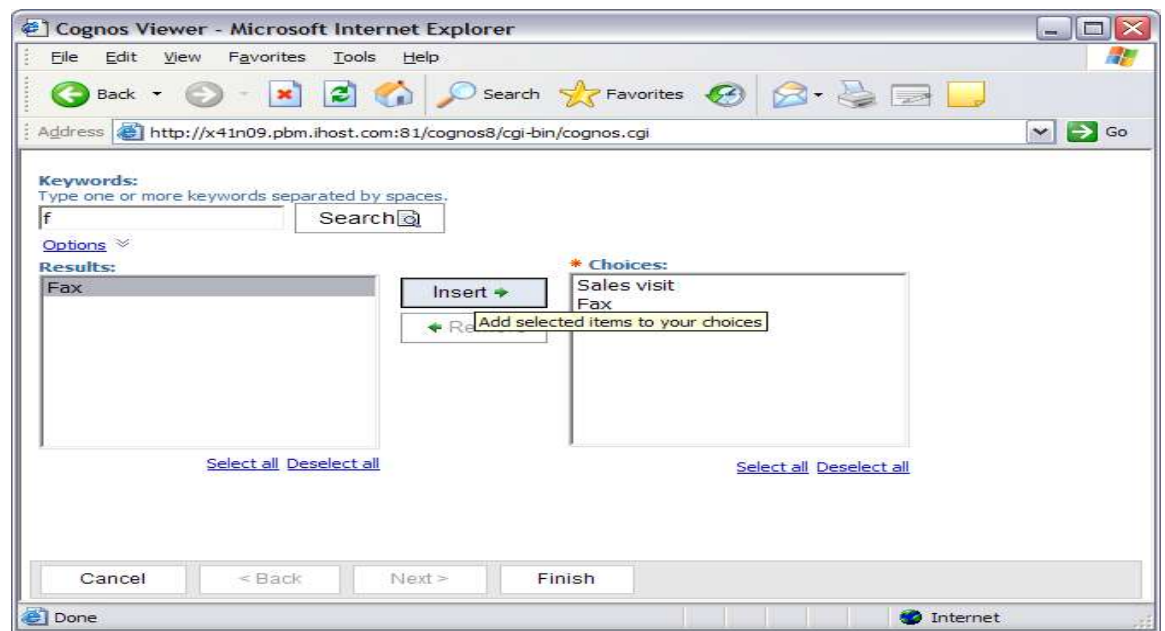 Cognos Viewer - Microsoft Internet Explorer
File Edit View Favorites Tools Help
Back Search Favorites
Address http://x41n09.pbm.ihost.com:81/cognos8/cgi-bin/cognos.cgi Go
Keywords:
Type one or more keywords separated by spaces.
f Search
Options
Results: * Choices:
Fax Insert Sales visit
Fax
Add selected items to your choices
Select all Deselect all Select all Deselect all
Cancel < Back Next > Finish
Done Internet